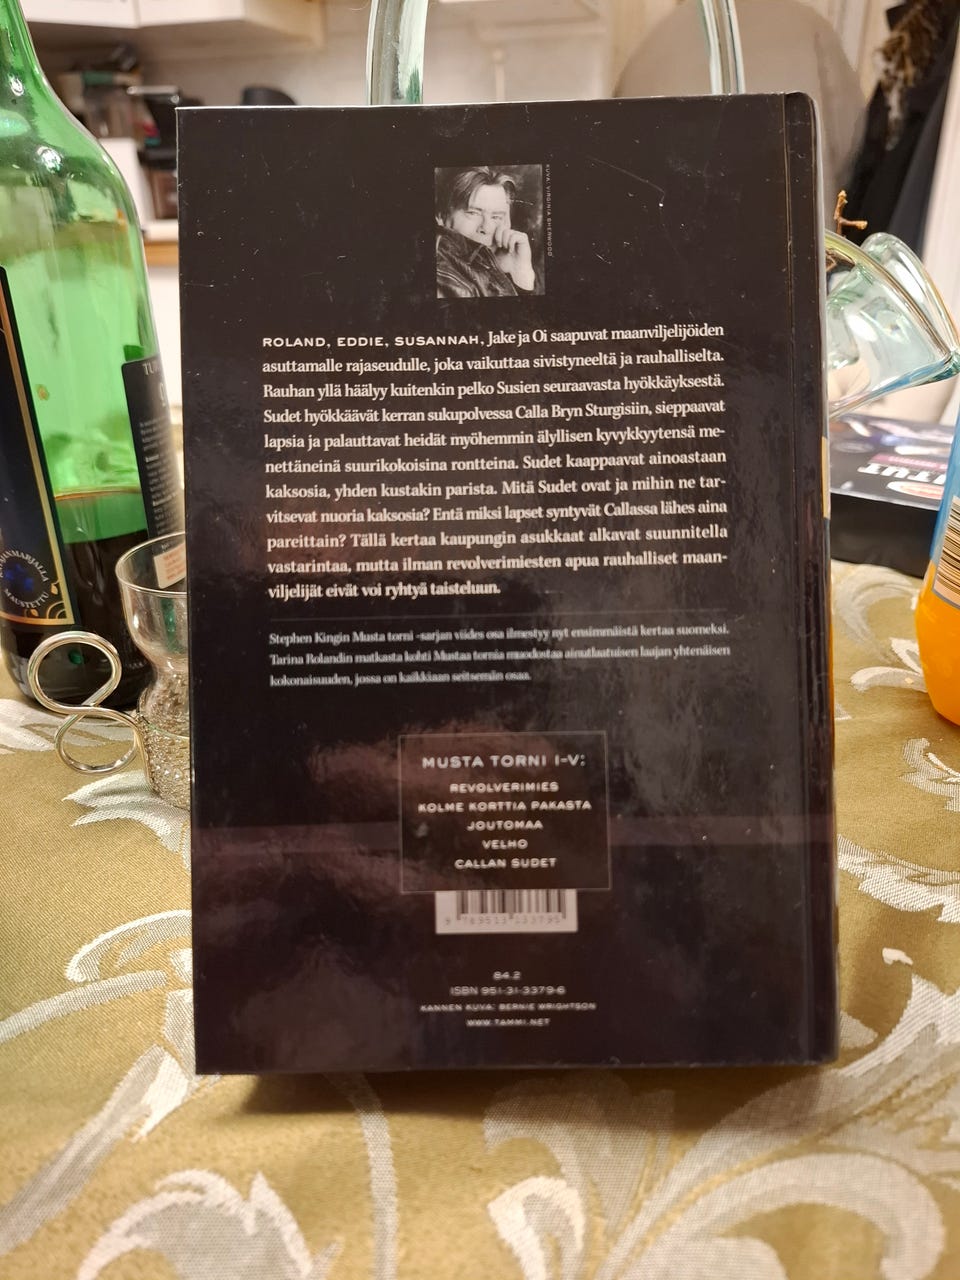 KUVA: VIRGINIA SHERWOOD
ROLAND, EDDIE, SUSANNAH, Jake ja Oi saapuvat maanviljelijöiden
asuttamalle rajaseudulle, joka vaikuttaa sivistyneeltä ja rauhalliselta.
Rauhan yllä häälyy kuitenkin pelko Susien seuraavasta hyökkäyksestä.
Sudet hyökkäävät kerran sukupolvessa Calla Bryn Sturgisiin, sieppaavat
lapsia ja palauttavat heidät myöhemmin älyllisen kyvykkyytensä me-
nettäneinä suurikokoisina rontteina. Sudet kaappaavat ainoastaan
kaksosia, yhden kustakin parista. Mitä Sudet ovat ja mihin ne tar-
vitsevat nuoria kaksosia? Entä miksi lapset syntyvät Callassa lähes aina
pareittain? Tällä kertaa kaupungin asukkaat alkavat suunnitella
vastarintaa, mutta ilman revolverimiesten apua rauhalliset maan-
viljelijät eivät voi ryhtyä taisteluun.
Stephen Kingin Musta torni -sarjan viides osa ilmestyy nyt ensimmäistä kertaa suomeksi.
Tarina Rolandin matkasta kohti Mustaa tornia muodostaa ainutlaatuisen laajan yhtenäisen
kokonaisuuden, jossa on kaikkiaan seitsemän osaa.
MUSTA TORNI I-V:
REVOLVERIMIES
KOLME KORTTIA PAKASTA
JOUTOMAA
VELHO
CALLAN SUDET
9 789513 133795
84.2
ISBN 951-31-3379-6
KANNEN KUVA: BERNIE WRIGHTSON
WWW.TAMMI.NET
MAUSTETTU